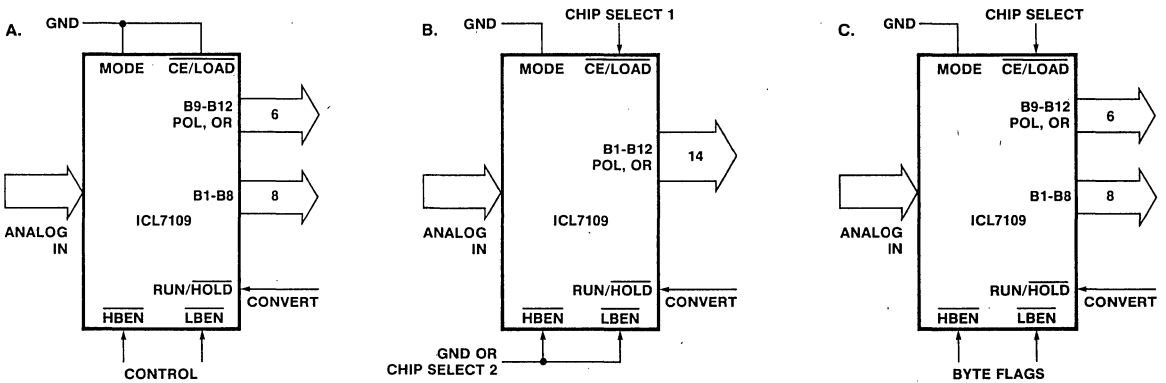 A.
GND
MODE
CE/LOAD
B9-B12
POL, OR
6
B1-B8
8
ANALOG
IN
ICL7109
RUN/HOLD
CONVERT
HBEN
LBEN
CONTROL
B.
GND
CHIP SELECT 1
MODE
CE/LOAD
B1-B12
POL, OR
14
ANALOG
IN
ICL7109
RUN/HOLD
CONVERT
HBEN
LBEN
GND OR
CHIP SELECT 2
C.
GND
CHIP SELECT
MODE
CE/LOAD
B9-B12
POL, OR
6
B1-B8
8
ANALOG
IN
ICL7109
RUN/HOLD
CONVERT
HBEN
LBEN
BYTE FLAGS